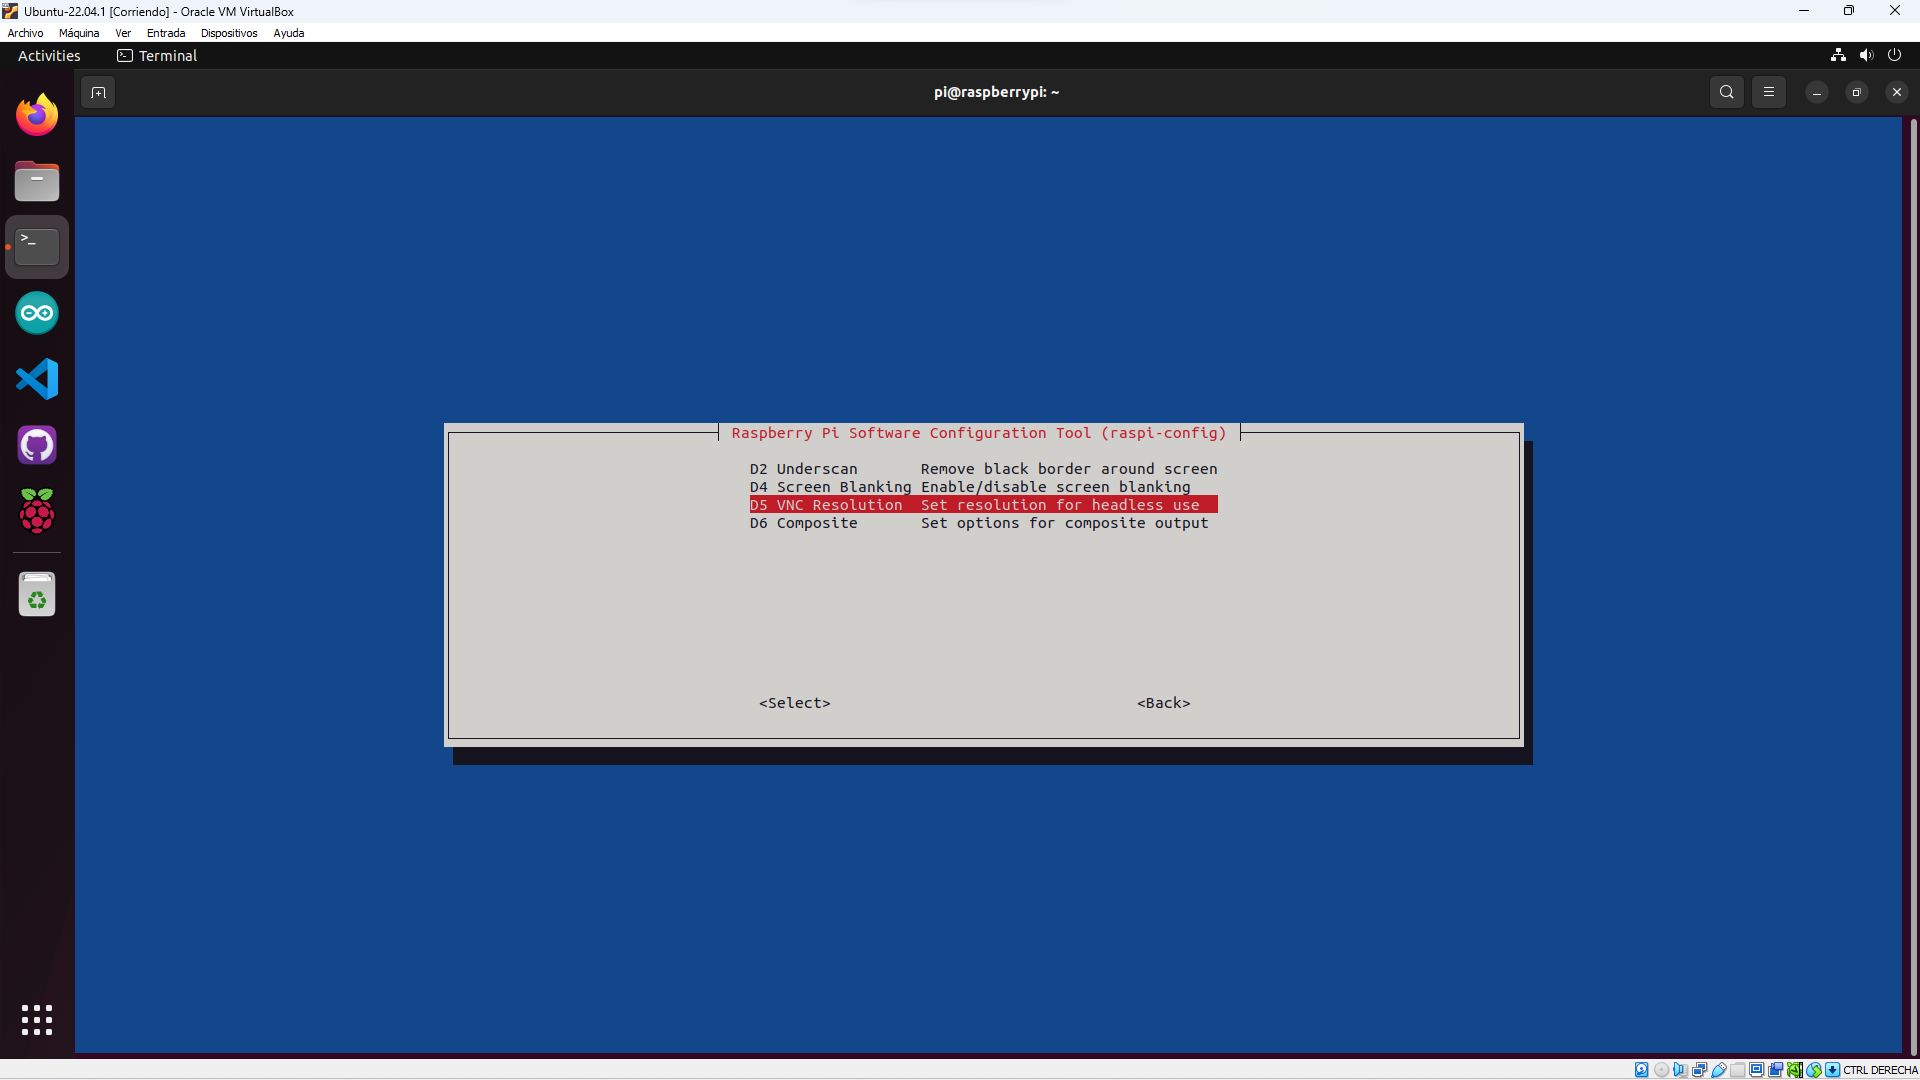 Ubuntu-22.04.1 [Corriendo] - Oracle VM VirtualBox
Archivo Máquina Ver Entrada Dispositivos Ayuda
Activities Terminal
pi@raspberrypi: ~
Raspberry Pi Software Configuration Tool (raspi-config)
D2 Underscan Remove black border around screen
D4 Screen Blanking Enable/disable screen blanking
D5 VNC Resolution Set resolution for headless use
D6 Composite Set options for composite output
<Select> <Back>
CTRL DERECHA